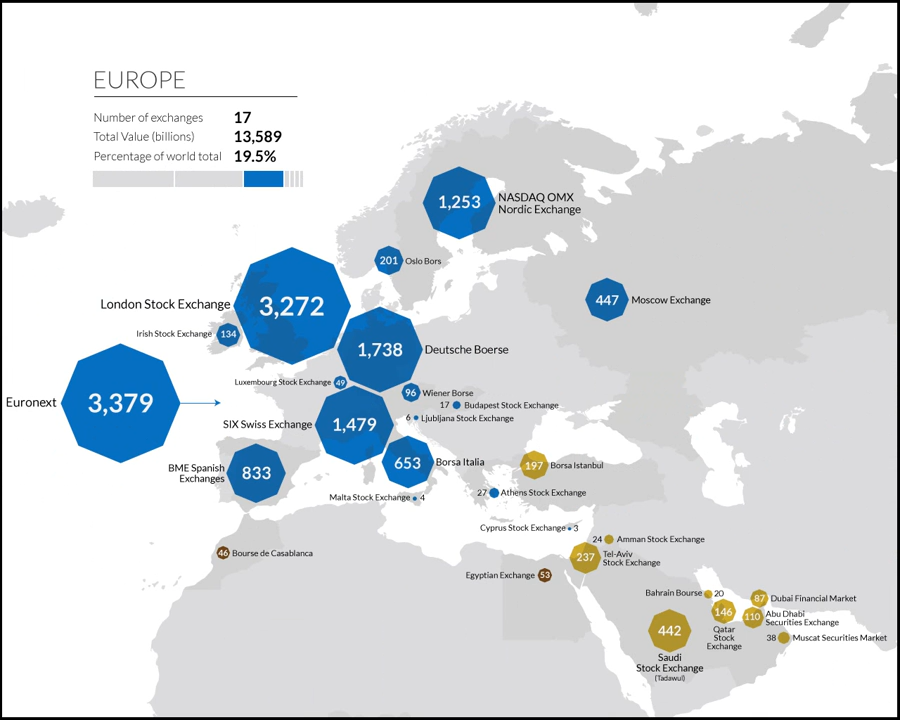 EUROPE
Number of exchanges 17
Total Value (billions) 13,589
Percentage of world total 19.5%
1,253
NASDAQ OMX
Nordic Exchange
201 Oslo Bors
London Stock Exchange 3,272
447 Moscow Exchange
Irish Stock Exchange 134
1,738 Deutsche Boerse
Luxembourg Stock Exchange 49
96 Wiener Borse
Euronext 3,379
17 Budapest Stock Exchange
6 Ljubljana Stock Exchange
SIX Swiss Exchange 1,479
653 Borsa Italia
197 Borsa Istanbul
BME Spanish
Exchanges
833
27 Athens Stock Exchange
Malta Stock Exchange 4
Cyprus Stock Exchange 3
24 Amman Stock Exchange
46 Bourse de Casablanca
237
Tel-Aviv
Stock Exchange
Egyptian Exchange 53
Bahrain Bourse 20
87 Dubai Financial Market
146
Qatar
Stock
Exchange
110
Abu Dhabi
Securities Exchange
38 Muscat Securities Market
442
Saudi
Stock Exchange
(Tadawul)